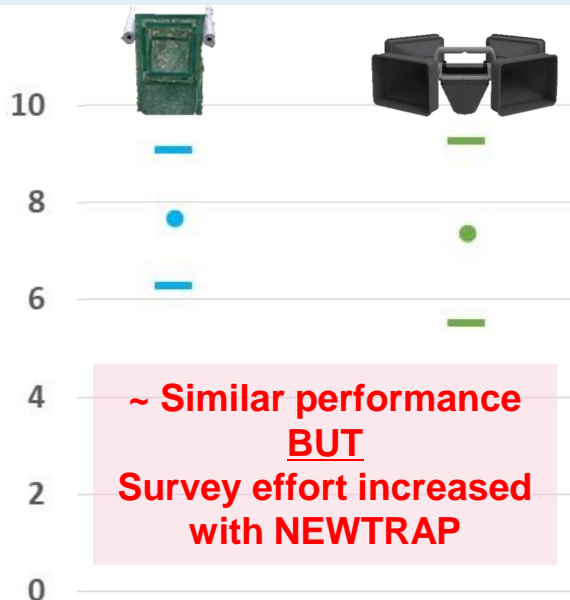 10
8
6
4
2
0
~ Similar performance
BUT
Survey effort increased
with NEWTRAP